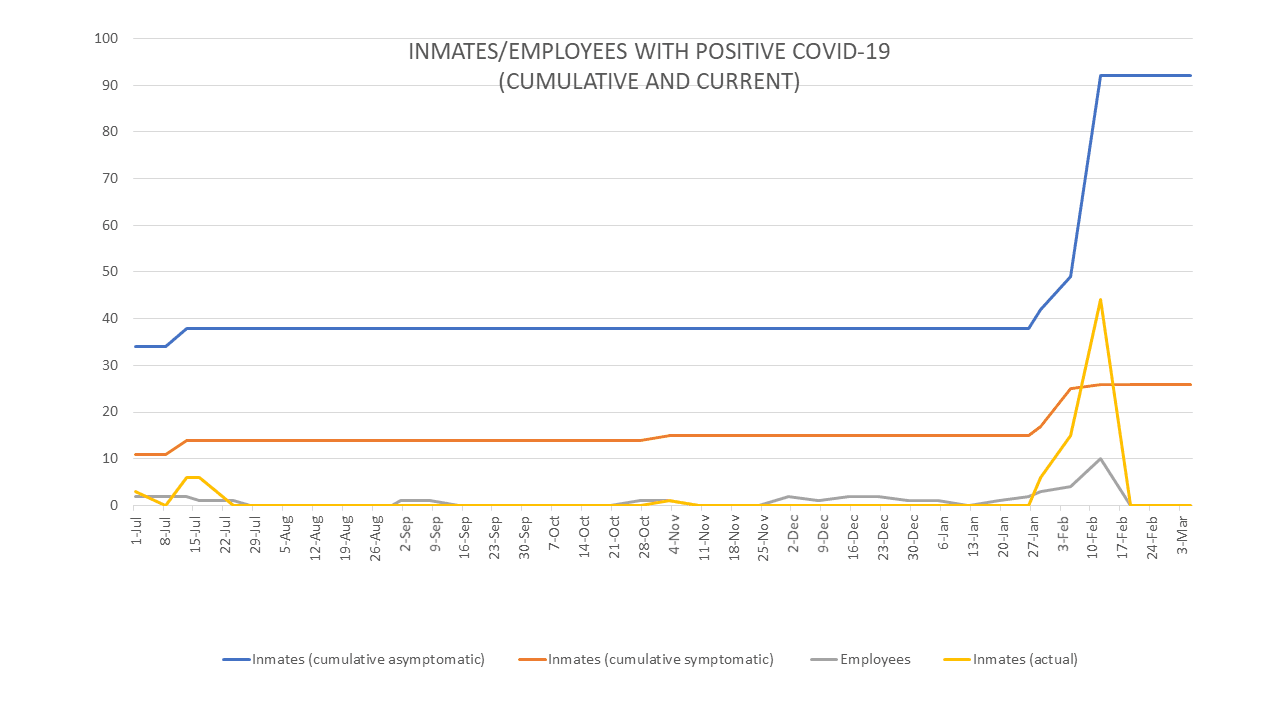 INMATES/EMPLOYEES WITH POSITIVE COVID-19
(CUMULATIVE AND CURRENT)
100
90
80
70
60
50
40
30
20
10
0
1-Jul
8-Jul
15-Jul
22-Jul
29-Jul
5-Aug
12-Aug
19-Aug
26-Aug
2-Sep
9-Sep
16-Sep
23-Sep
30-Sep
7-Oct
14-Oct
21-Oct
28-Oct
4-Nov
11-Nov
18-Nov
25-Nov
2-Dec
9-Dec
16-Dec
23-Dec
30-Dec
6-Jan
13-Jan
20-Jan
27-Jan
3-Feb
10-Feb
17-Feb
24-Feb
3-Mar
Inmates (cumulative asymptomatic)
Inmates (cumulative symptomatic)
Employees
Inmates (actual)